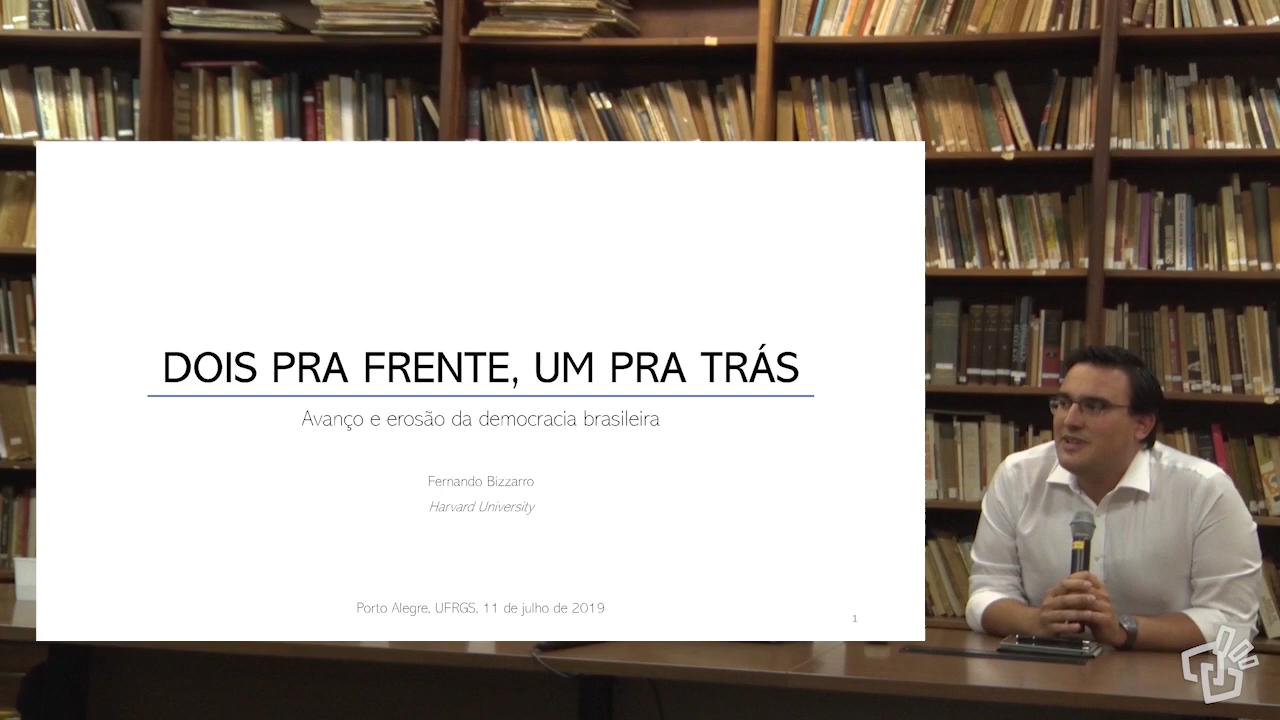 DOIS PRA FRENTE, UM PRA TRÁS
Avanço e erosão da democracia brasileira
Fernando Bizzarro
Harvard University
Porto Alegre, UFRGS, 11 de julho de 2019
1